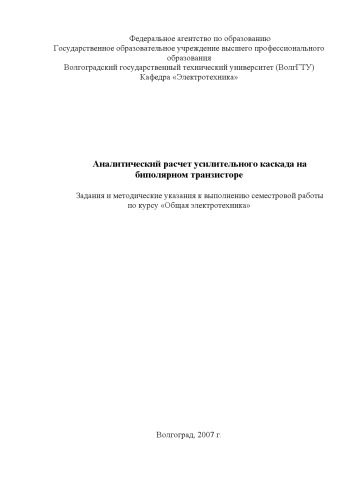 Федеральное агентство по образованию
Государственное образовательное учреждение высшего профессионального
образования
Волгоградский государственный технический университет (ВолгГТУ)
Кафедра «Электротехника»
Аналитический расчет усилительного каскада на
биполярном транзисторе
Задания и методические указания к выполнению семестровой работы
по курсу «Общая электротехника»
Волгоград, 2007 г.